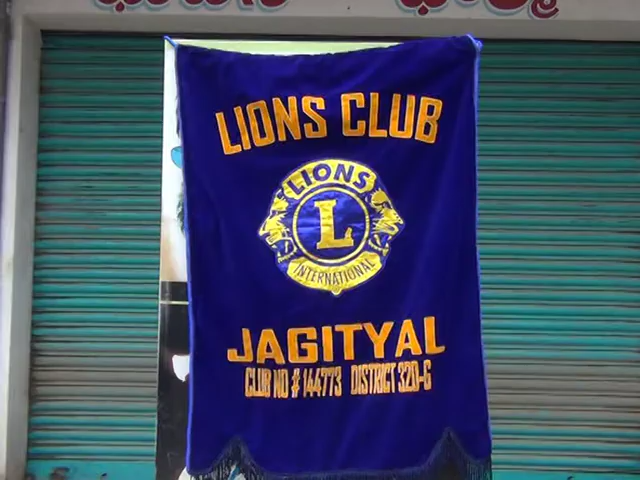 LIONS CLUB
LIONS
L
INTERNATIONAL
JAGITYAL
CLUB NO # 144773 DISTRICT 320-G